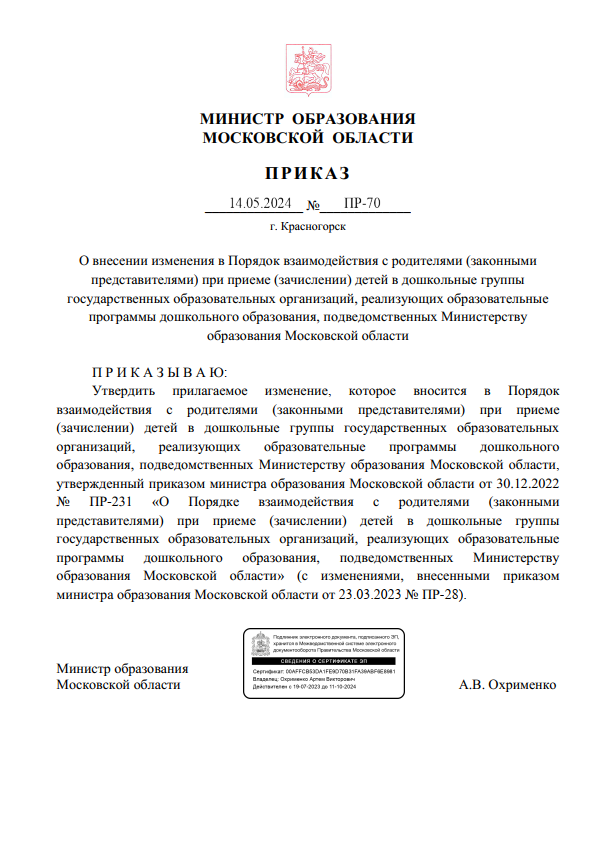 МИНИСТР ОБРАЗОВАНИЯ
МОСКОВСКОЙ ОБЛАСТИ
ПРИКАЗ
14.05.2024 № ПР-70
г. Красногорск
О внесении изменения в Порядок взаимодействия с родителями (законными
представителями) при приеме (зачислении) детей в дошкольные группы
государственных образовательных организаций, реализующих образовательные
программы дошкольного образования, подведомственных Министерству
образования Московской области
П Р И К А З Ы В А Ю:
Утвердить прилагаемое изменение, которое вносится в Порядок
взаимодействия с родителями (законными представителями) при приеме
(зачислении) детей в дошкольные группы государственных образовательных
организаций, реализующих образовательные программы дошкольного
образования, подведомственных Министерству образования Московской области,
утвержденный приказом министра образования Московской области от 30.12.2022
№ ПР-231 «О Порядке взаимодействия с родителями (законными
представителями) при приеме (зачислении) детей в дошкольные группы
государственных образовательных организаций, реализующих образовательные
программы дошкольного образования, подведомственных Министерству
образования Московской области» (с изменениями, внесенными приказом
министра образования Московской области от 23.03.2023 № ПР-28).
Подлинник электронного документа, подписанного ЭП,
хранится в Межведомственной системе электронного
документооборота Правительства Московской области
СВЕДЕНИЯ О СЕРТИФИКАТЕ ЭП
Сертификат:
Владелец: Охрименко Артем Викторович
Действителен с 19-07-2023 до 11-10-2024
Министр образования
Московской области А.В. Охрименко